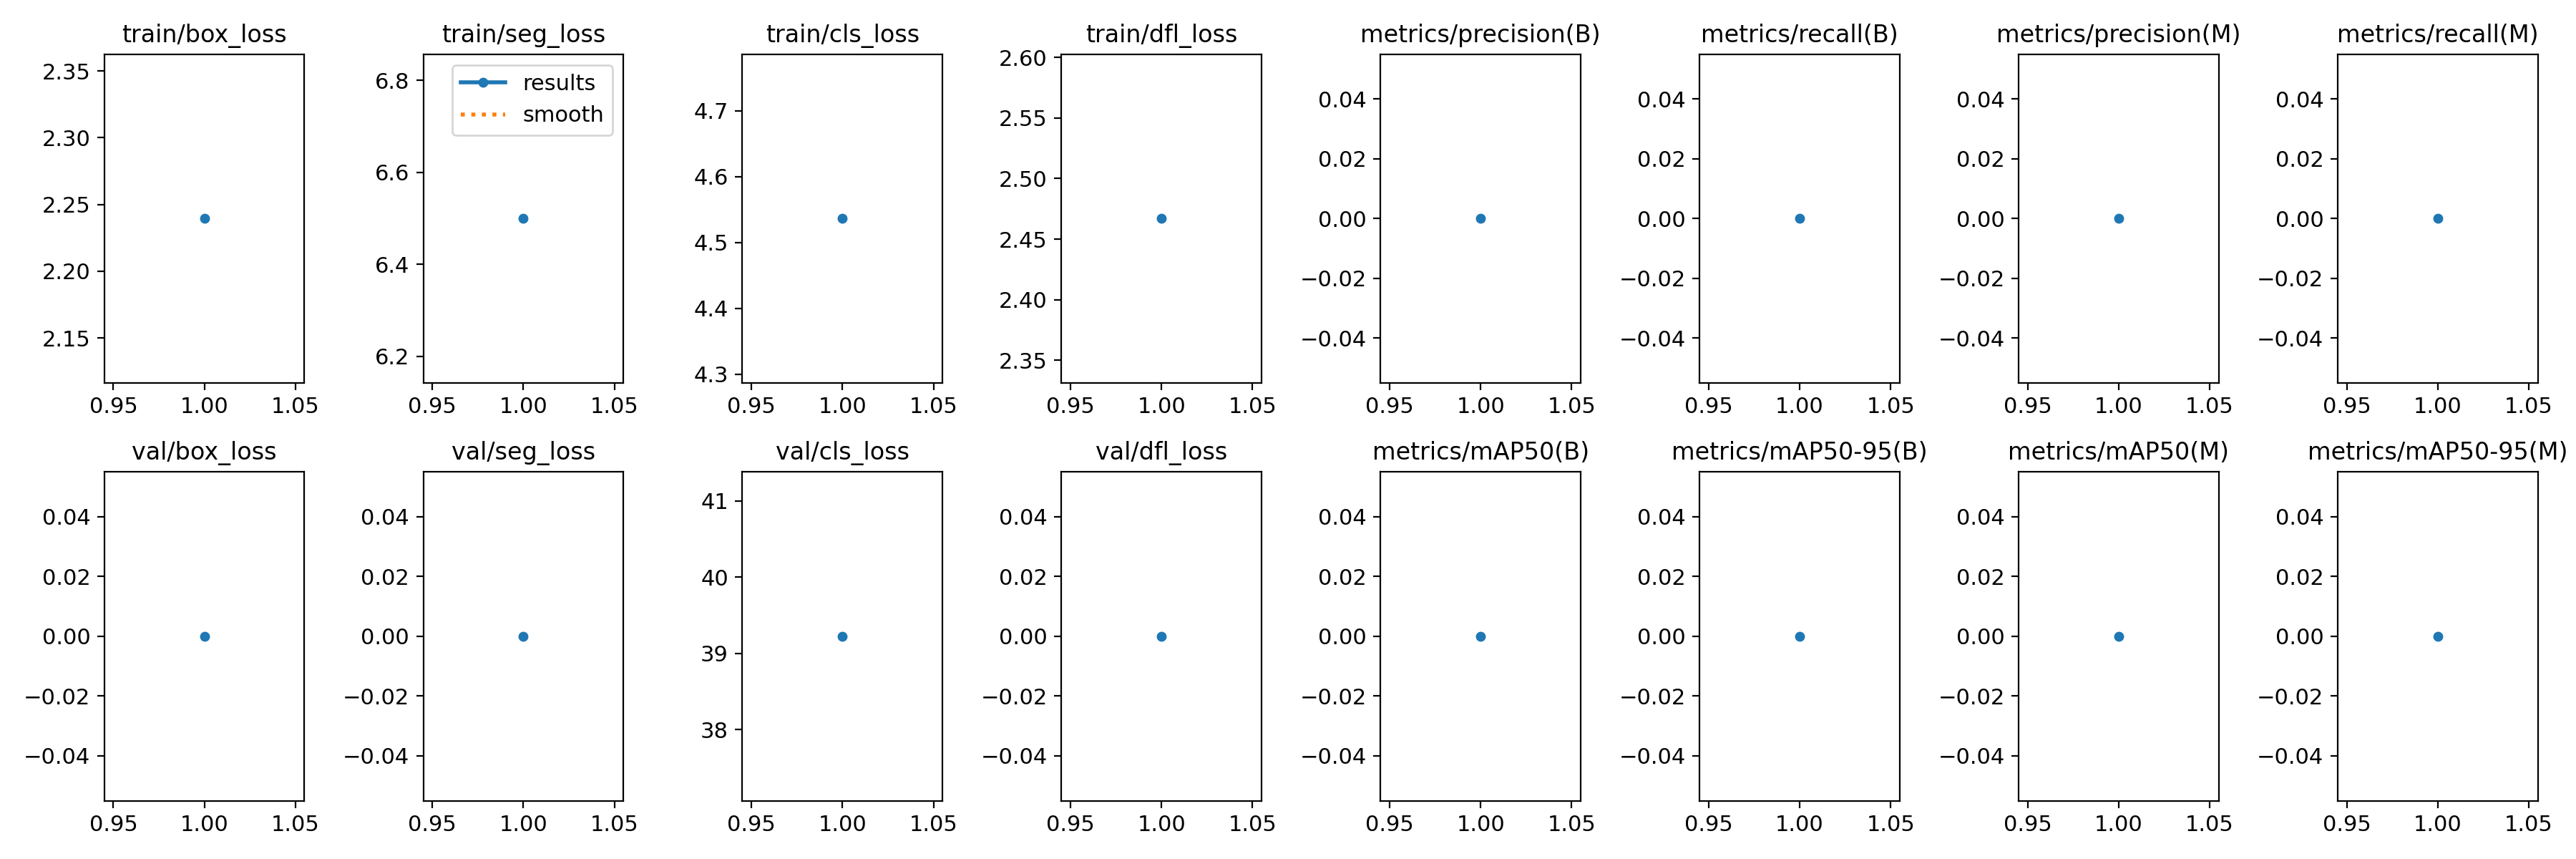 train/box_loss
2.35
2.30
2.25
2.20
2.15
0.95 1.00 1.05
train/seg_loss
results
smooth
6.8
6.6
6.4
6.2
0.95 1.00 1.05
train/cls_loss
4.7
4.6
4.5
4.4
4.3
0.95 1.00 1.05
train/dfl_loss
2.60
2.55
2.50
2.45
2.40
2.35
0.95 1.00 1.05
metrics/precision(B)
0.04
0.02
0.00
−0.02
−0.04
0.95 1.00 1.05
metrics/recall(B)
0.04
0.02
0.00
−0.02
−0.04
0.95 1.00 1.05
metrics/precision(M)
0.04
0.02
0.00
−0.02
−0.04
0.95 1.00 1.05
metrics/recall(M)
0.04
0.02
0.00
−0.02
−0.04
0.95 1.00 1.05
val/box_loss
0.04
0.02
0.00
−0.02
−0.04
0.95 1.00 1.05
val/seg_loss
0.04
0.02
0.00
−0.02
−0.04
0.95 1.00 1.05
val/cls_loss
41
40
39
38
0.95 1.00 1.05
val/dfl_loss
0.04
0.02
0.00
−0.02
−0.04
0.95 1.00 1.05
metrics/mAP50(B)
0.04
0.02
0.00
−0.02
−0.04
0.95 1.00 1.05
metrics/mAP50-95(B)
0.04
0.02
0.00
−0.02
−0.04
0.95 1.00 1.05
metrics/mAP50(M)
0.04
0.02
0.00
−0.02
−0.04
0.95 1.00 1.05
metrics/mAP50-95(M)
0.04
0.02
0.00
−0.02
−0.04
0.95 1.00 1.05